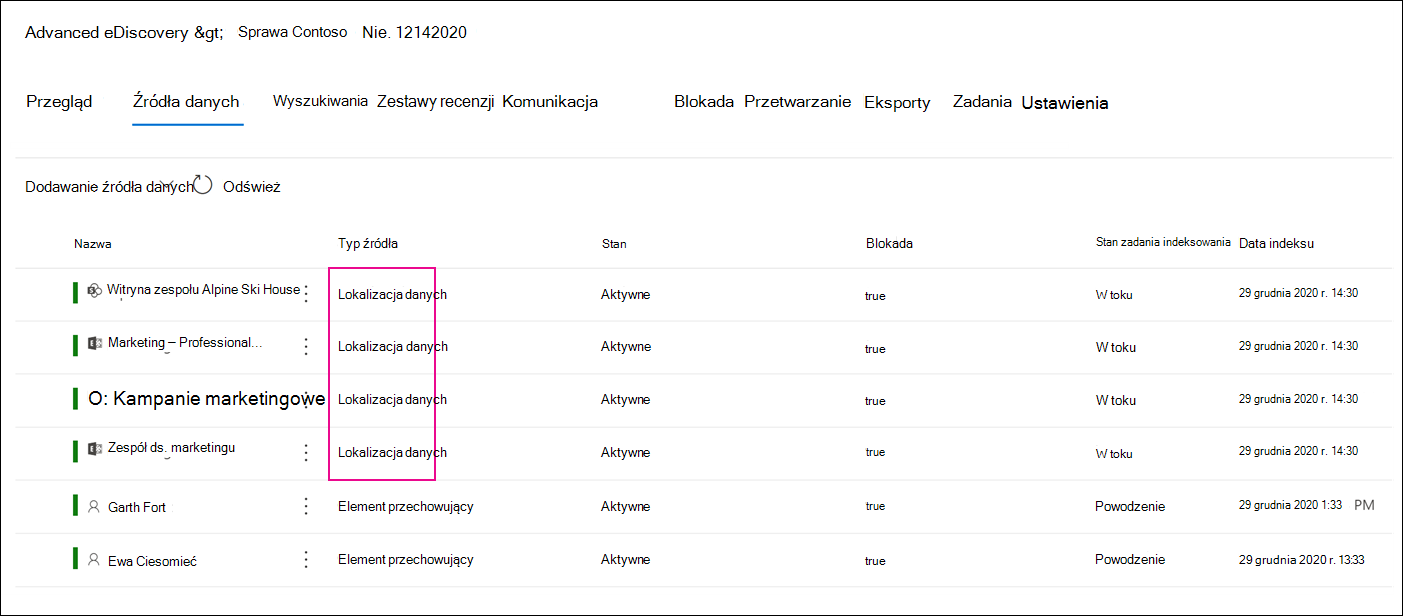 Advanced eDiscovery &gt; Sprawa Contoso Nie. 12142020
Przegląd Źródła danych Wyszukiwania Zestawy recenzji Komunikacja Blokada Przetwarzanie Eksporty Zadania Ustawienia
Dodawanie źródła danych Odśwież
Nazwa Typ źródła Stan Blokada Stan zadania indeksowania Data indeksu
Witryna zespołu Alpine Ski House Lokalizacja danych Aktywne true W toku 29 grudnia 2020 r. 14:30
Marketing – Professional... Lokalizacja danych Aktywne true W toku 29 grudnia 2020 r. 14:30
O: Kampanie marketingowe Lokalizacja danych Aktywne true W toku 29 grudnia 2020 r. 14:30
Zespół ds. marketingu Lokalizacja danych Aktywne true W toku 29 grudnia 2020 r. 14:30
Garth Fort Element przechowujący Aktywne true Powodzenie 29 grudnia 2020 1:33 PM
Ewa Ciesomieć Element przechowujący Aktywne true Powodzenie 29 grudnia 2020 r. 13:33